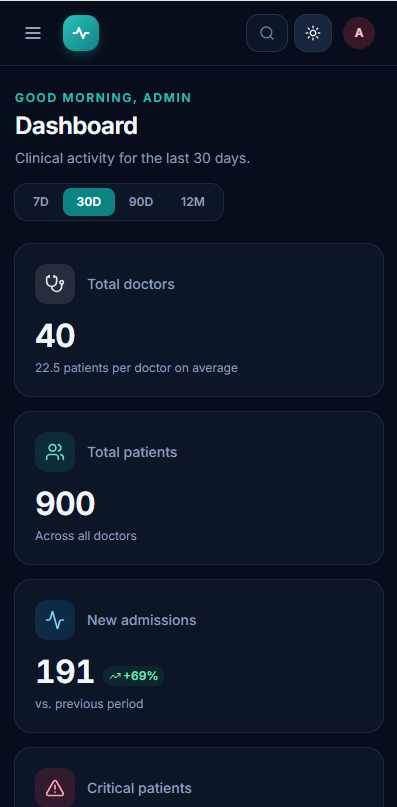 A
GOOD MORNING, ADMIN
Dashboard
Clinical activity for the last 30 days.
7D 30D 90D 12M
Total doctors
40
22.5 patients per doctor on average
Total patients
900
Across all doctors
New admissions
191 +69%
vs. previous period
Critical patients